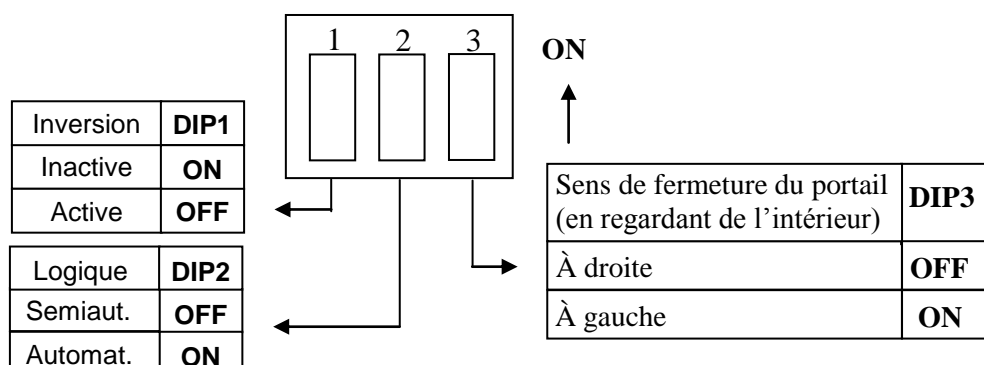 1 2 3
ON
Inversion DIP1
Inactive ON
Active OFF
Logique DIP2
Semiaut. OFF
Automat. ON
Sens de fermeture du portail
(en regardant de l’intérieur) DIP3
À droite OFF
À gauche ON